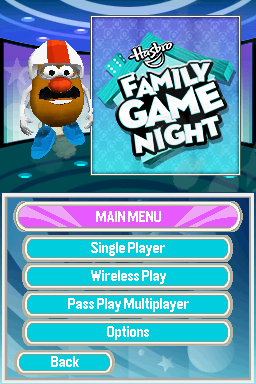 Hasbro
FAMILY
GAME
NIGHT
MAIN MENU
Single Player
Wireless Play
Pass Play Multiplayer
Options
Back